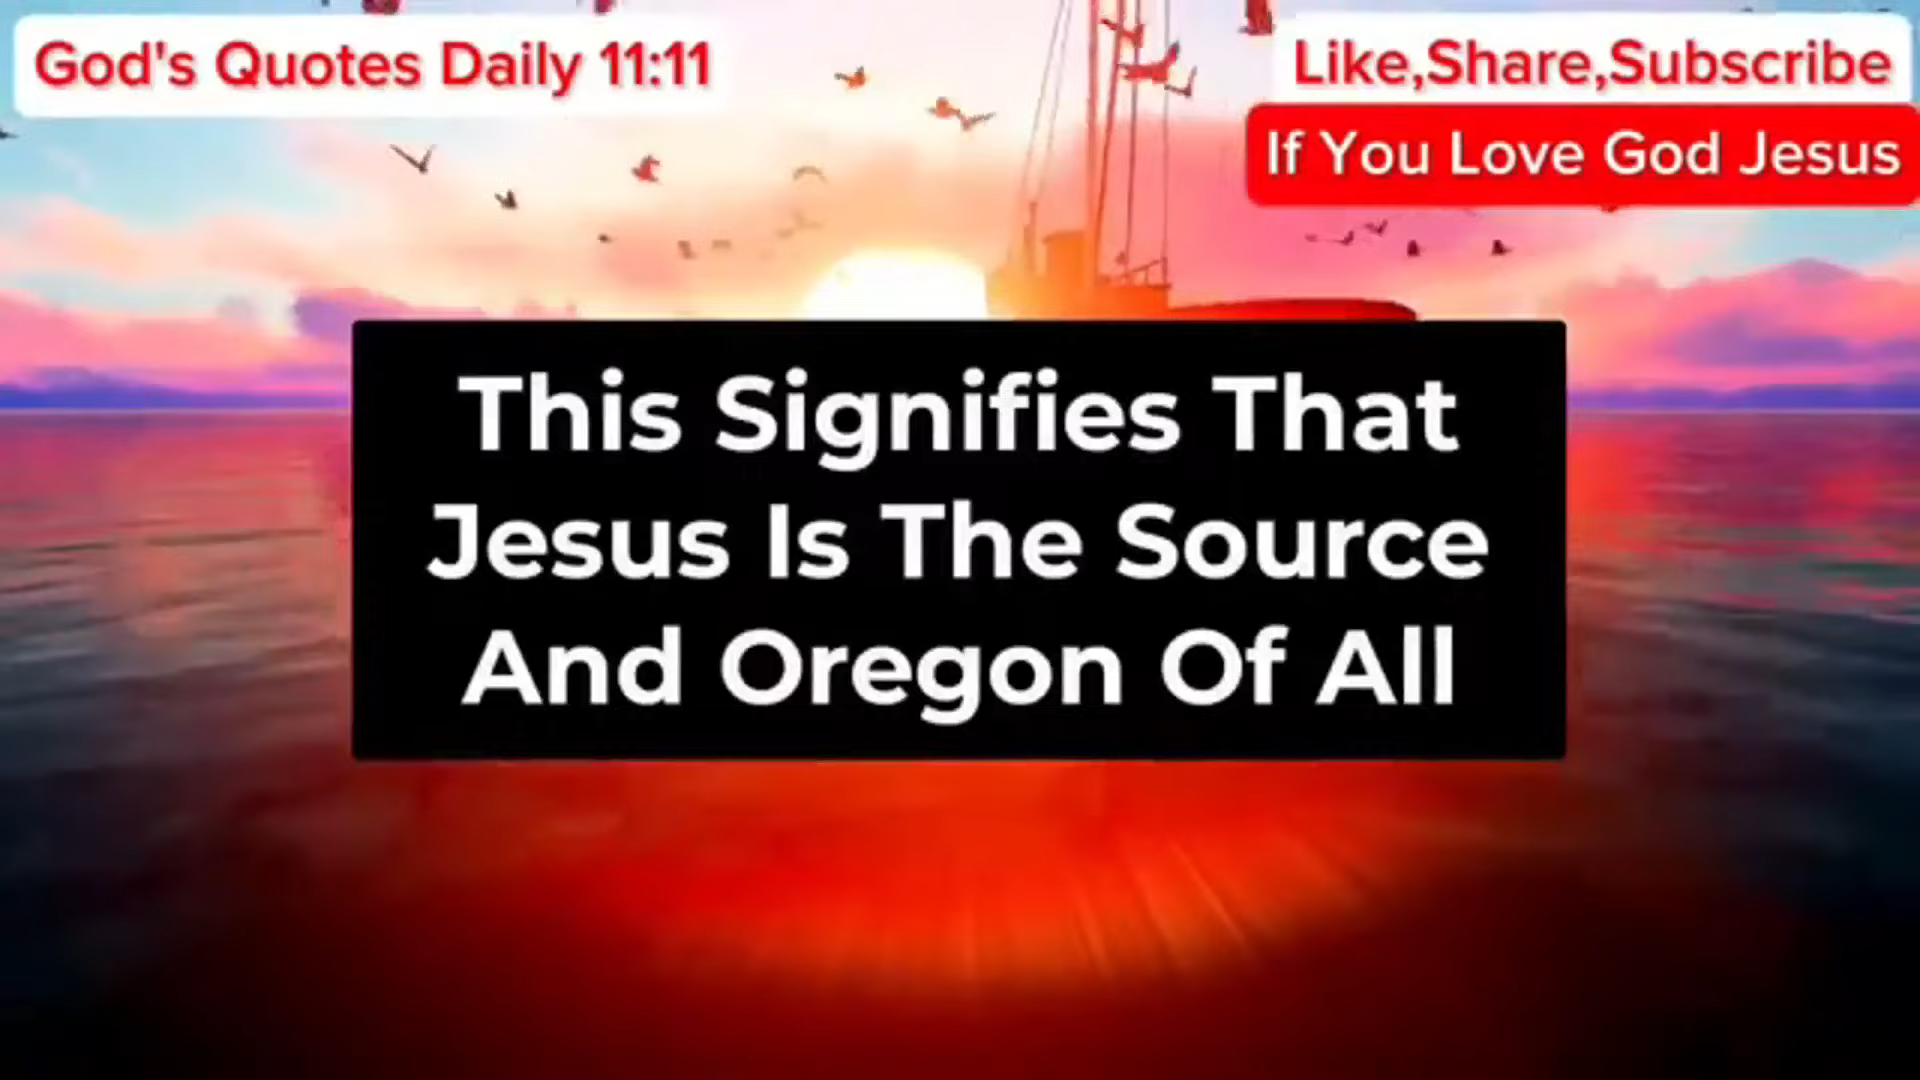 God's Quotes Daily 11:11
Like,Share,Subscribe
If You Love God Jesus
This Signifies That
Jesus Is The Source
And Oregon Of All